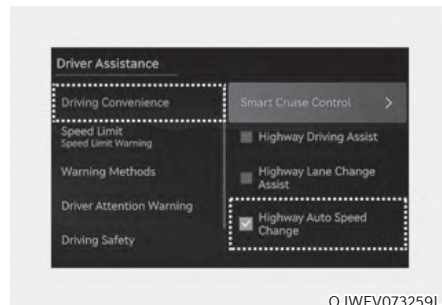 Driver Assistance
Driving Convenience
Speed Limit
Speed Limit Warning
Warning Methods
Driver Attention Warning
Driving Safety
Smart Cruise Control >
Highway Driving Assist
Highway Lane Change
Assist
Highway Auto Speed
Change
OJWEV073259L